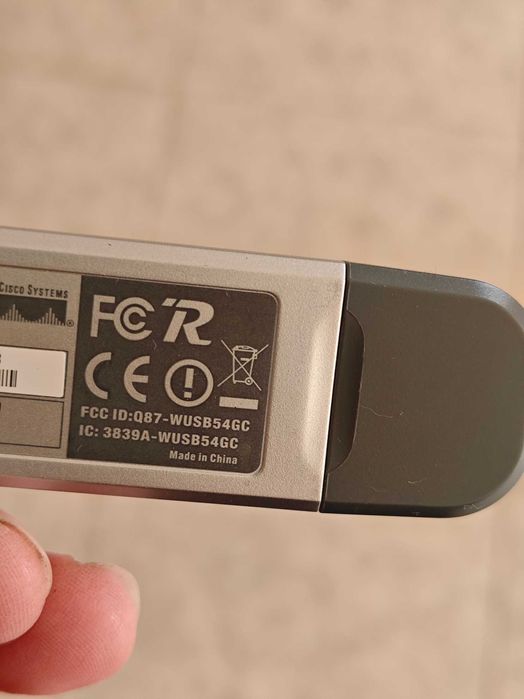 CISCO SYSTEMS
FC R
CE
FCC ID:Q87-WUSB54GC
IC: 3839A-WUSB54GC
Made in China